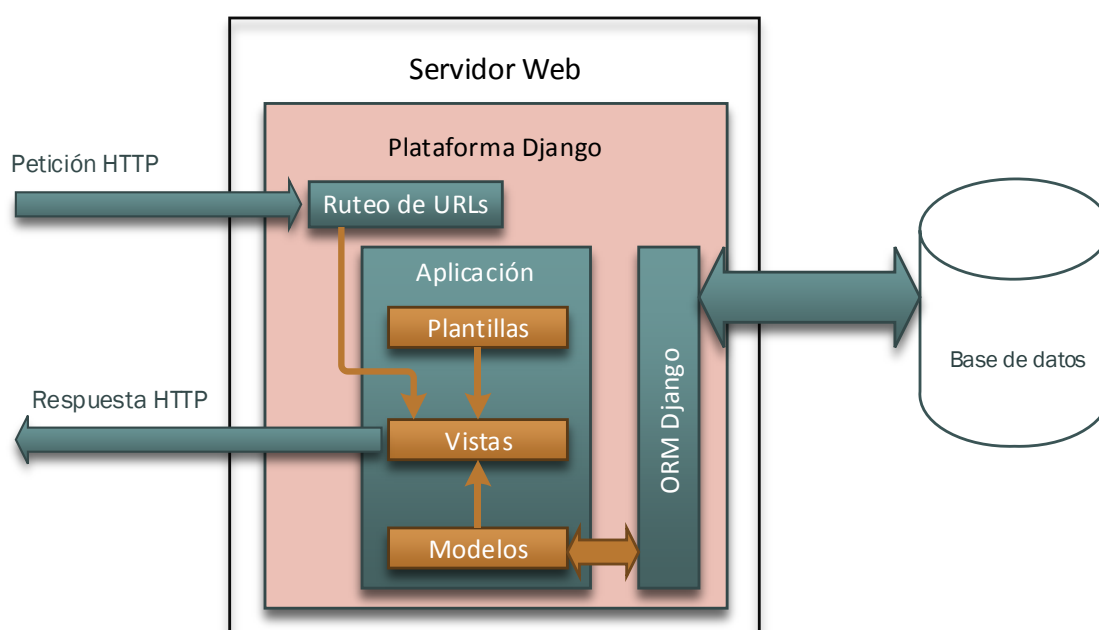 Servidor Web
Plataforma Django
Petición HTTP
Ruteo de URLs
Aplicación
Plantillas
Respuesta HTTP
Vistas
Modelos
ORM Django
Base de datos